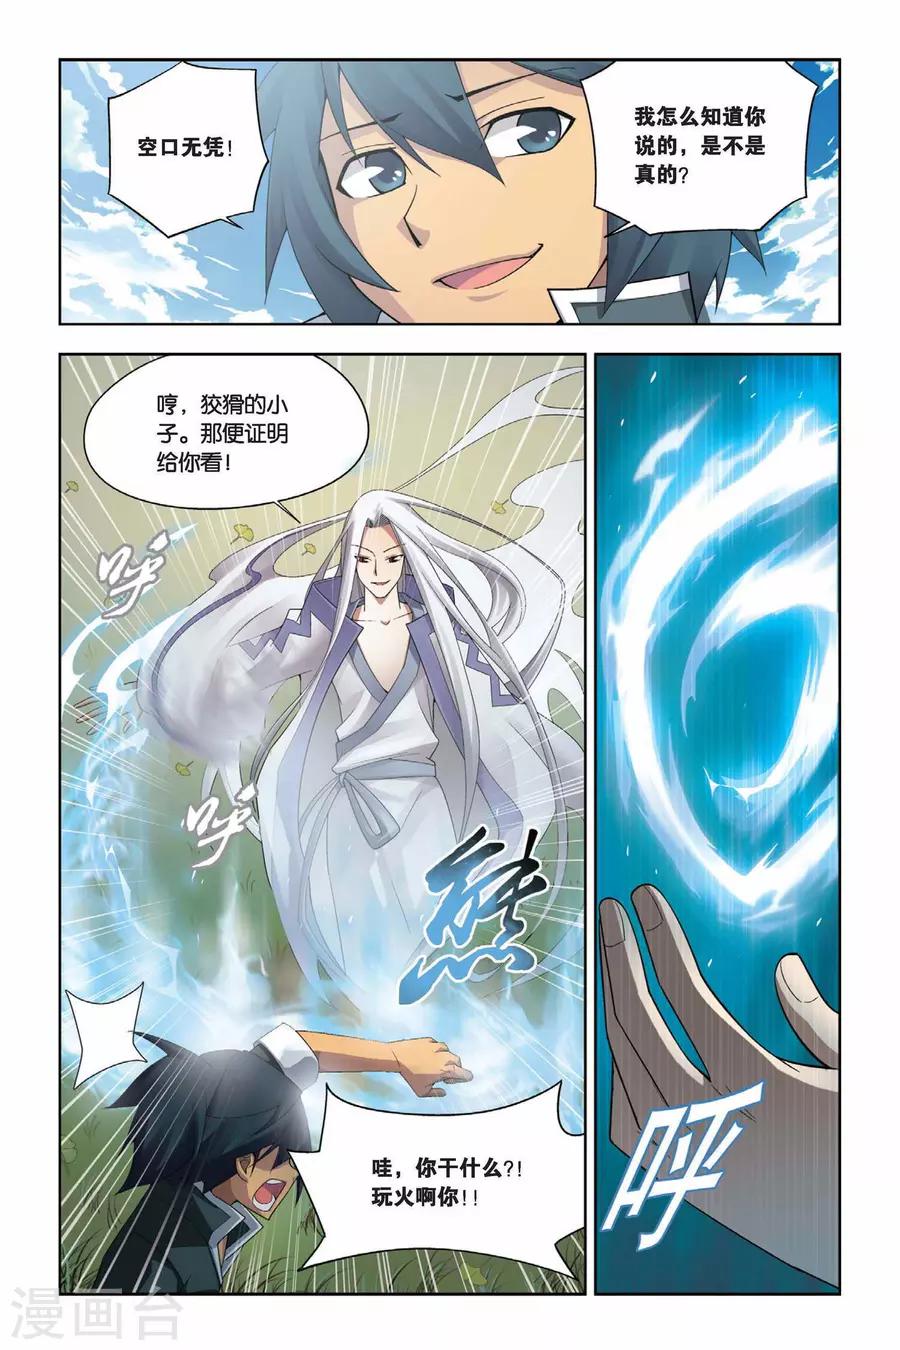 空口无凭！
我怎么知道你
说的，是不是
真的？
哼，狡猾的小
子。那便证明
给你看！
呼
呼
熊
！
哇，你干什么？！
玩火啊你！！
呼
漫画台